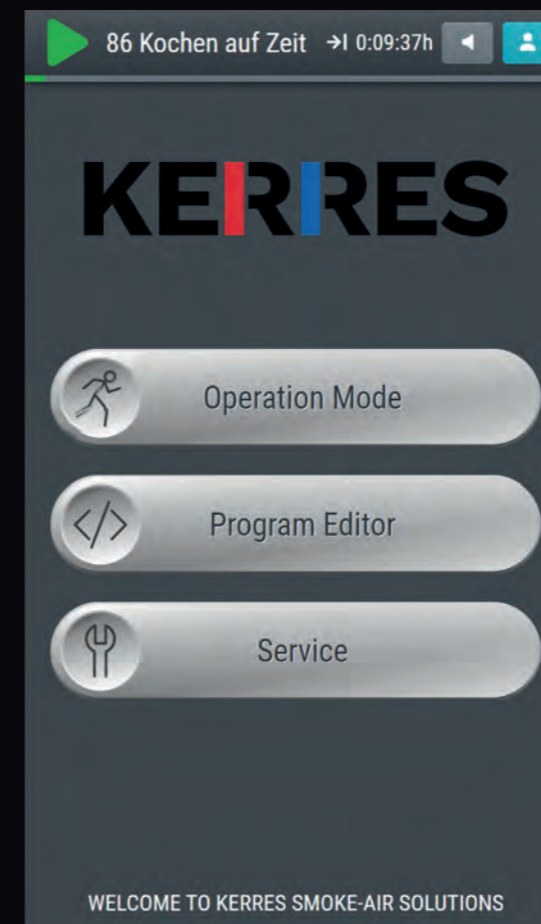 86 Kochen auf Zeit 0:09:37h
KERRES
Operation Mode
Program Editor
Service
WELCOME TO KERRES SMOKE-AIR SOLUTIONS